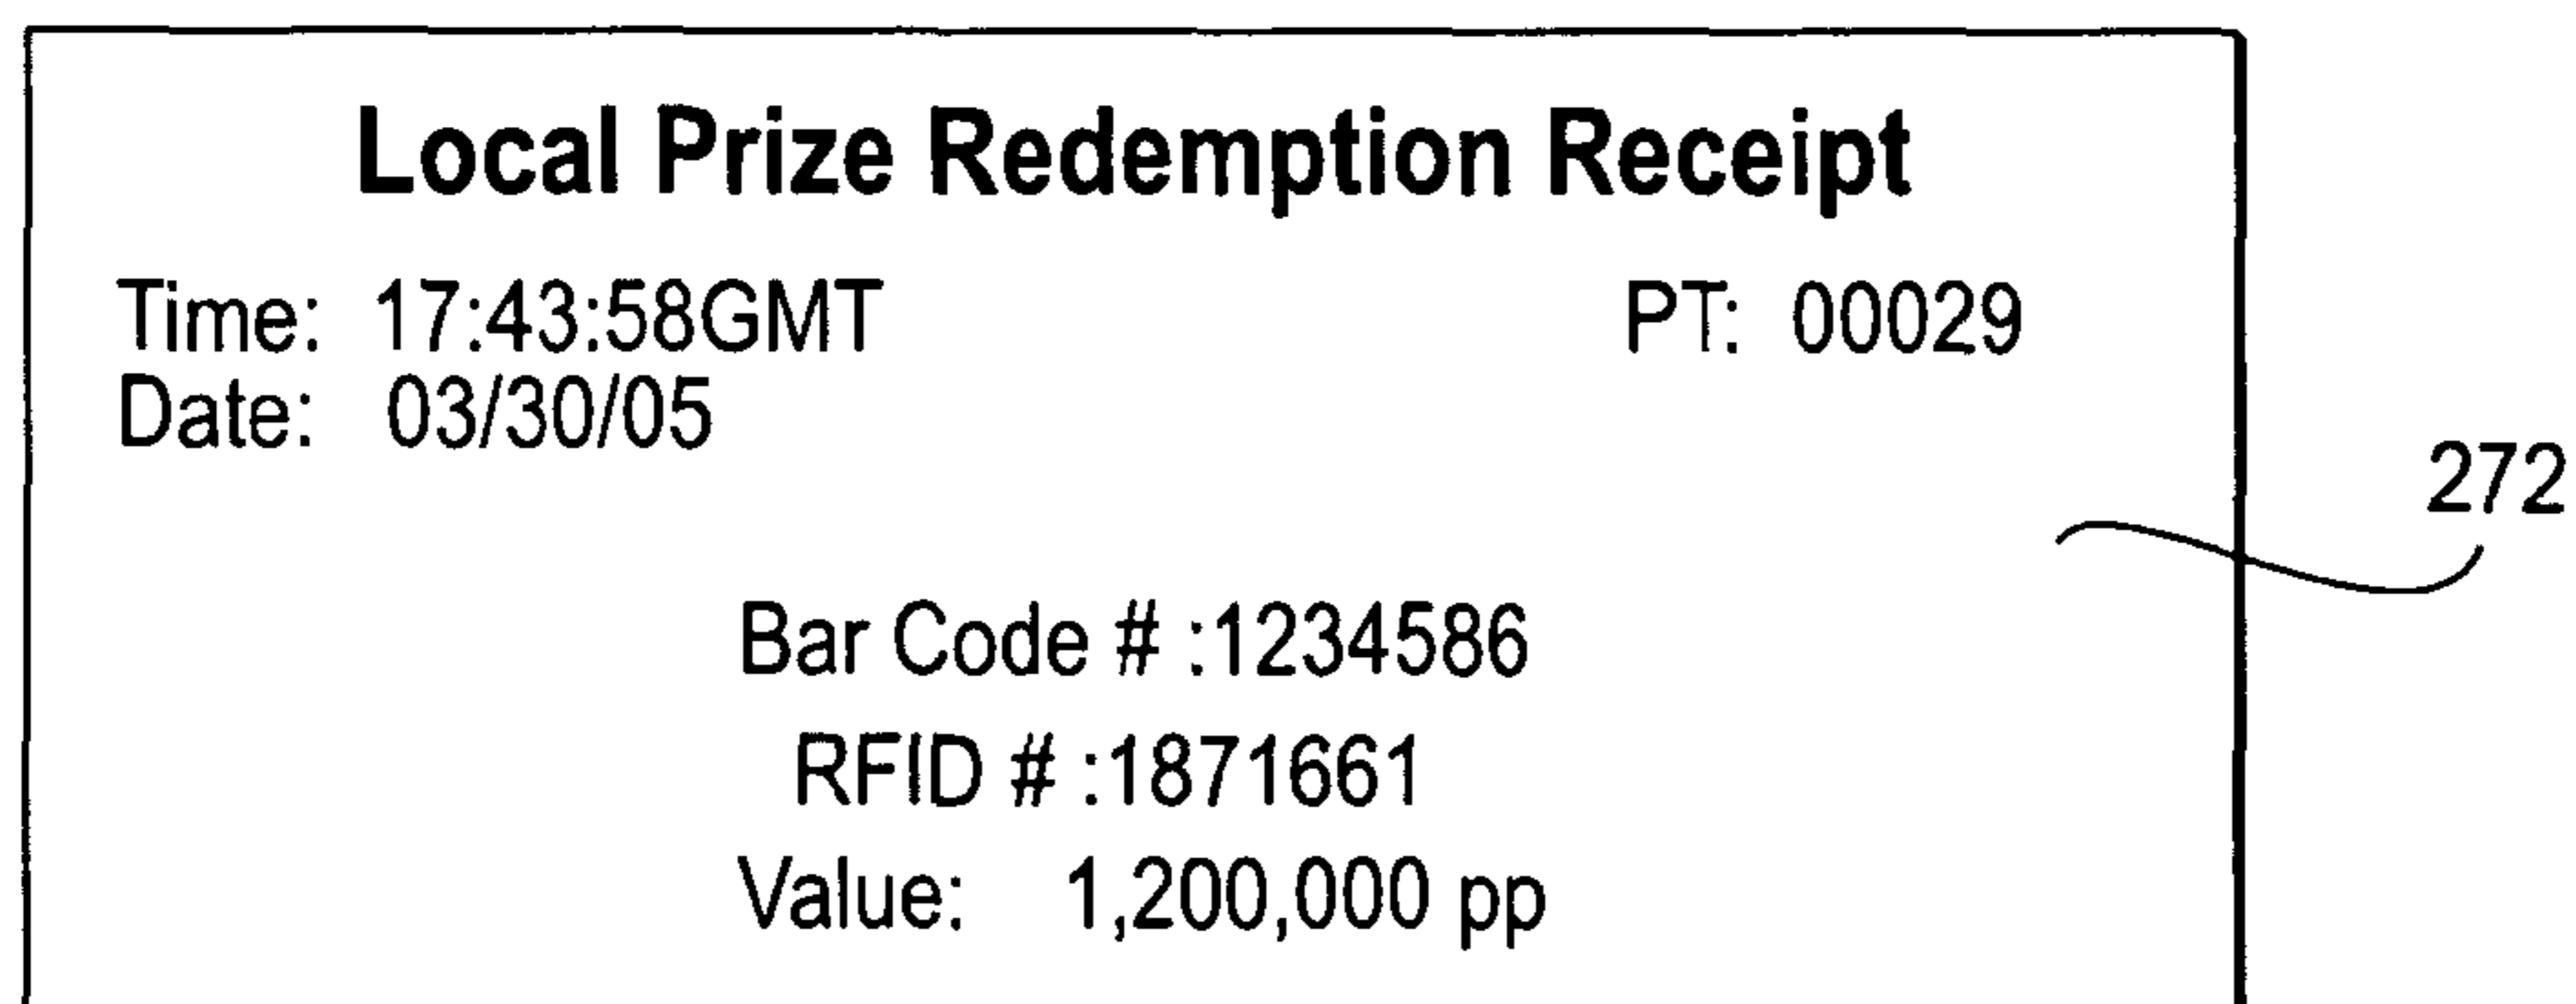 Local Prize Redemption Receipt
Time: 17:43:58GMT PT: 00029
Date: 03/30/05
272
Bar Code # :1234586
RFID # :1871661
Value: 1,200,000 pp